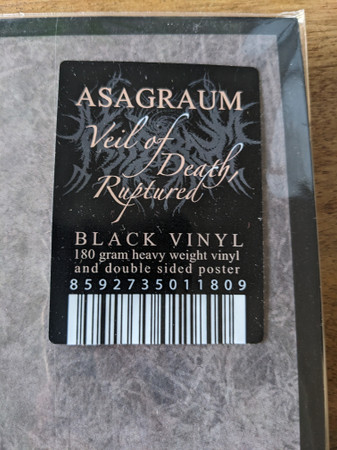 ASAGRAUM
Veil of
Death,
Ruptured
BLACK VINYL
180 gram heavy weight vinyl
and double sided poster
8592735011809